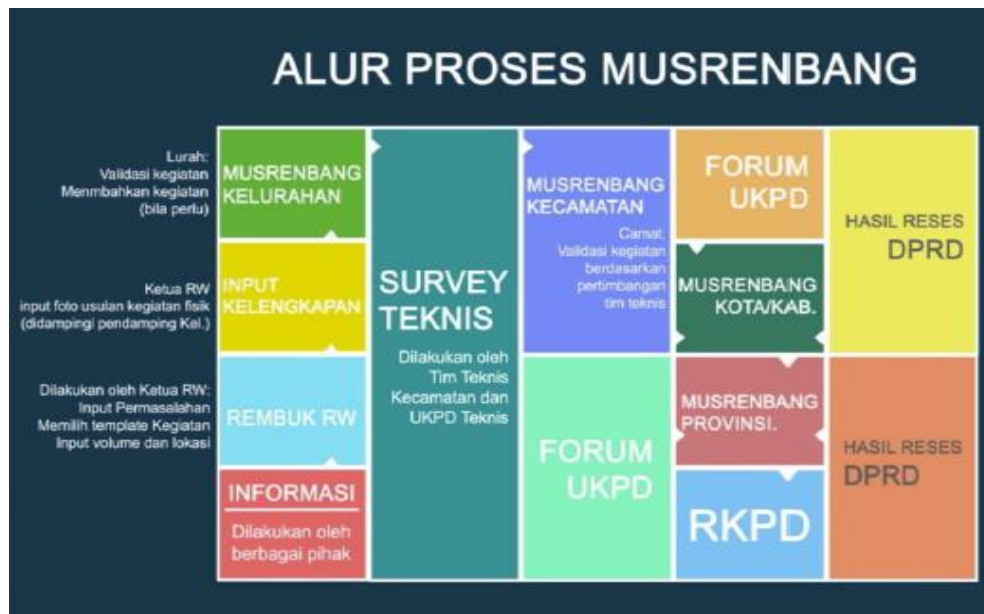 ALUR PROSES MUSRENBANG
Lurah:
Validasi kegiatan
Menmbahkan kegiatan
(bila perlu)
MUSRENBANG
KELURAHAN
Ketua RW
input foto usulan kegiatan fisik
(didampingi pendamping Kel.)
INPUT
KELENGKAPAN
Dilakukan oleh Ketua RW:
Input Permasalahan
Memilih template Kegiatan
Input volume dan lokasi
REMBUK RW
INFORMASI
Dilakukan oleh
berbagai pihak
SURVEY
TEKNIS
Dilakukan oleh
Tim Teknis
Kecamatan dan
UKPD Teknis
MUSRENBANG
KECAMATAN
Camat:
Validasi kegiatan
berdasarkan
pertimbangan
tim teknis
FORUM
UKPD
FORUM
UKPD
MUSRENBANG
KOTA/KAB.
MUSRENBANG
PROVINSI.
RKPD
HASIL RESES
DPRD
HASIL RESES
DPRD